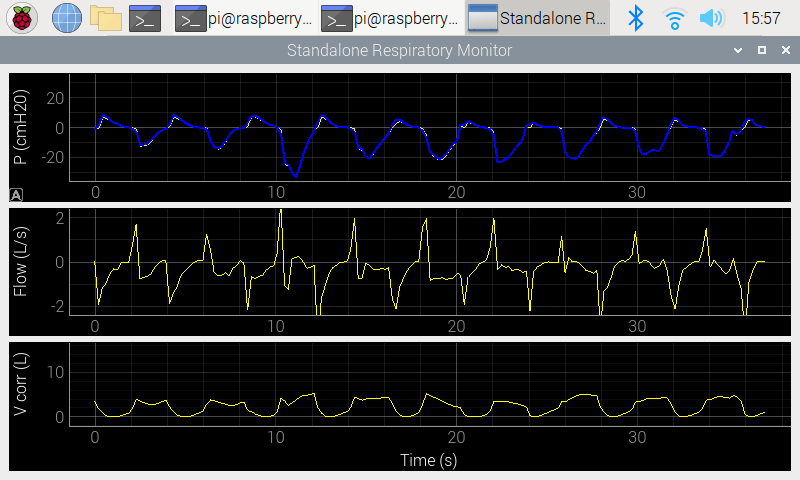 pi@raspberry... pi@raspberry... Standalone R... 15:57
Standalone Respiratory Monitor
P (cmH20)
20
0
-20
A
0 10 20 30
Flow (L/s)
2
0
-2
0 10 20 30
V corr (L)
10
0
0 10 20 30
Time (s)